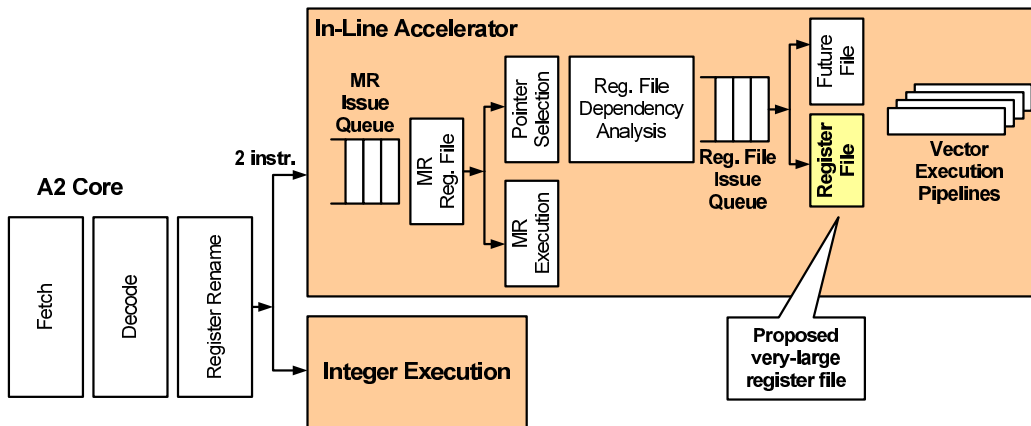 In-Line Accelerator
MR
Issue
Queue
2 instr.
MR
Reg. File
Pointer
Selection
MR
Execution
Reg. File
Dependency
Analysis
Reg. File
Issue
Queue
Future
File
Register
File
Vector
Execution
Pipelines
A2 Core
Fetch
Decode
Register Rename
Integer Execution
Proposed
very-large
register file